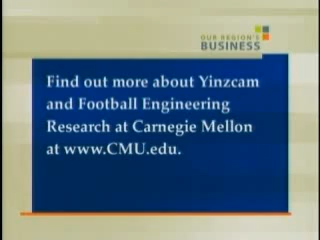 OUR REGION'S
BUSINESS
Find out more about Yinzcam
and Football Engineering
Research at Carnegie Mellon
at www.CMU.edu.